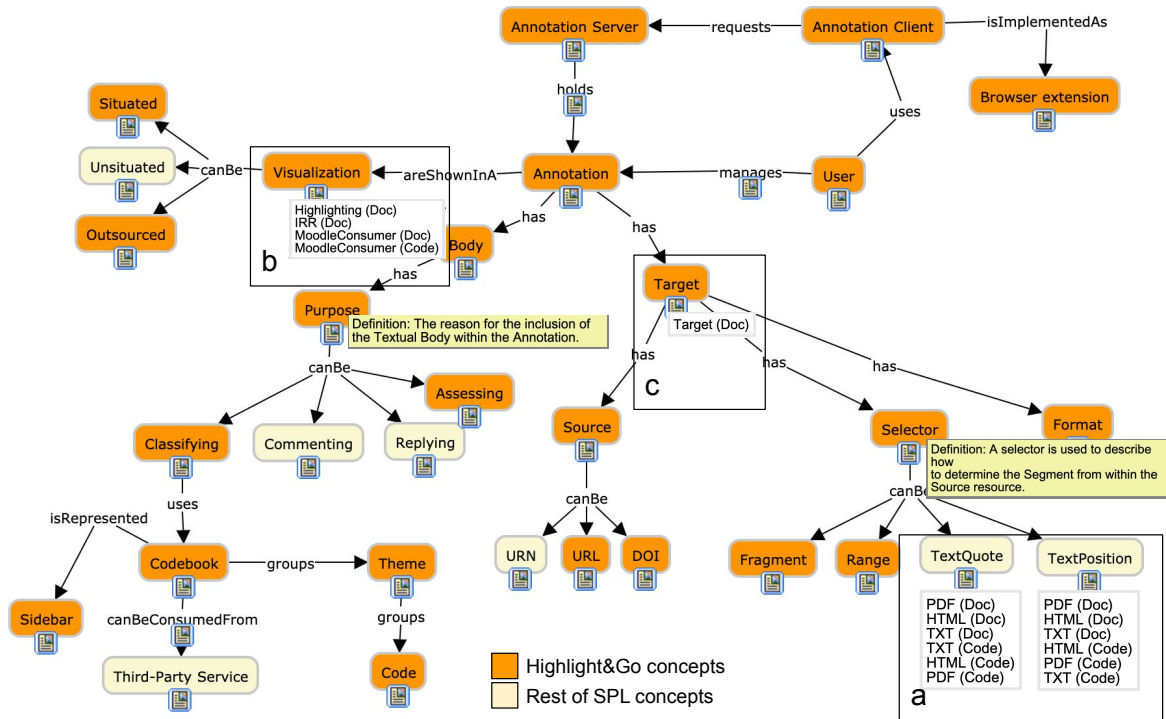 Annotation Server
requests
Annotation Client
isImplementedAs
holds
Browser extension
Situated
uses
Unsituated
canBe
Visualization
areShownInA
Annotation
manages
User
Highlighting (Doc)
IRR (Doc)
MoodleConsumer (Doc)
MoodleConsumer (Code)
has
has
Outsourced
Body
b
has
Target
Target (Doc)
Purpose
Definition: The reason for the inclusion of
the Textual Body within the Annotation.
has
has
has
c
canBe
Assessing
Classifying
Commenting
Replying
Source
Selector
Format
Definition: A selector is used to describe
how
to determine the Segment from within the
Source resource.
canBe
canBe
uses
isRepresented
Codebook
groups
Theme
URN
URL
DOI
Fragment
Range
TextQuote
TextPosition
PDF (Doc)
HTML (Doc)
TXT (Doc)
TXT (Code)
HTML (Code)
PDF (Code)
PDF (Doc)
HTML (Doc)
TXT (Doc)
HTML (Code)
PDF (Code)
TXT (Code)
Sidebar
canBeConsumedFrom
groups
Third-Party Service
Code
Highlight&Go concepts
Rest of SPL concepts
a